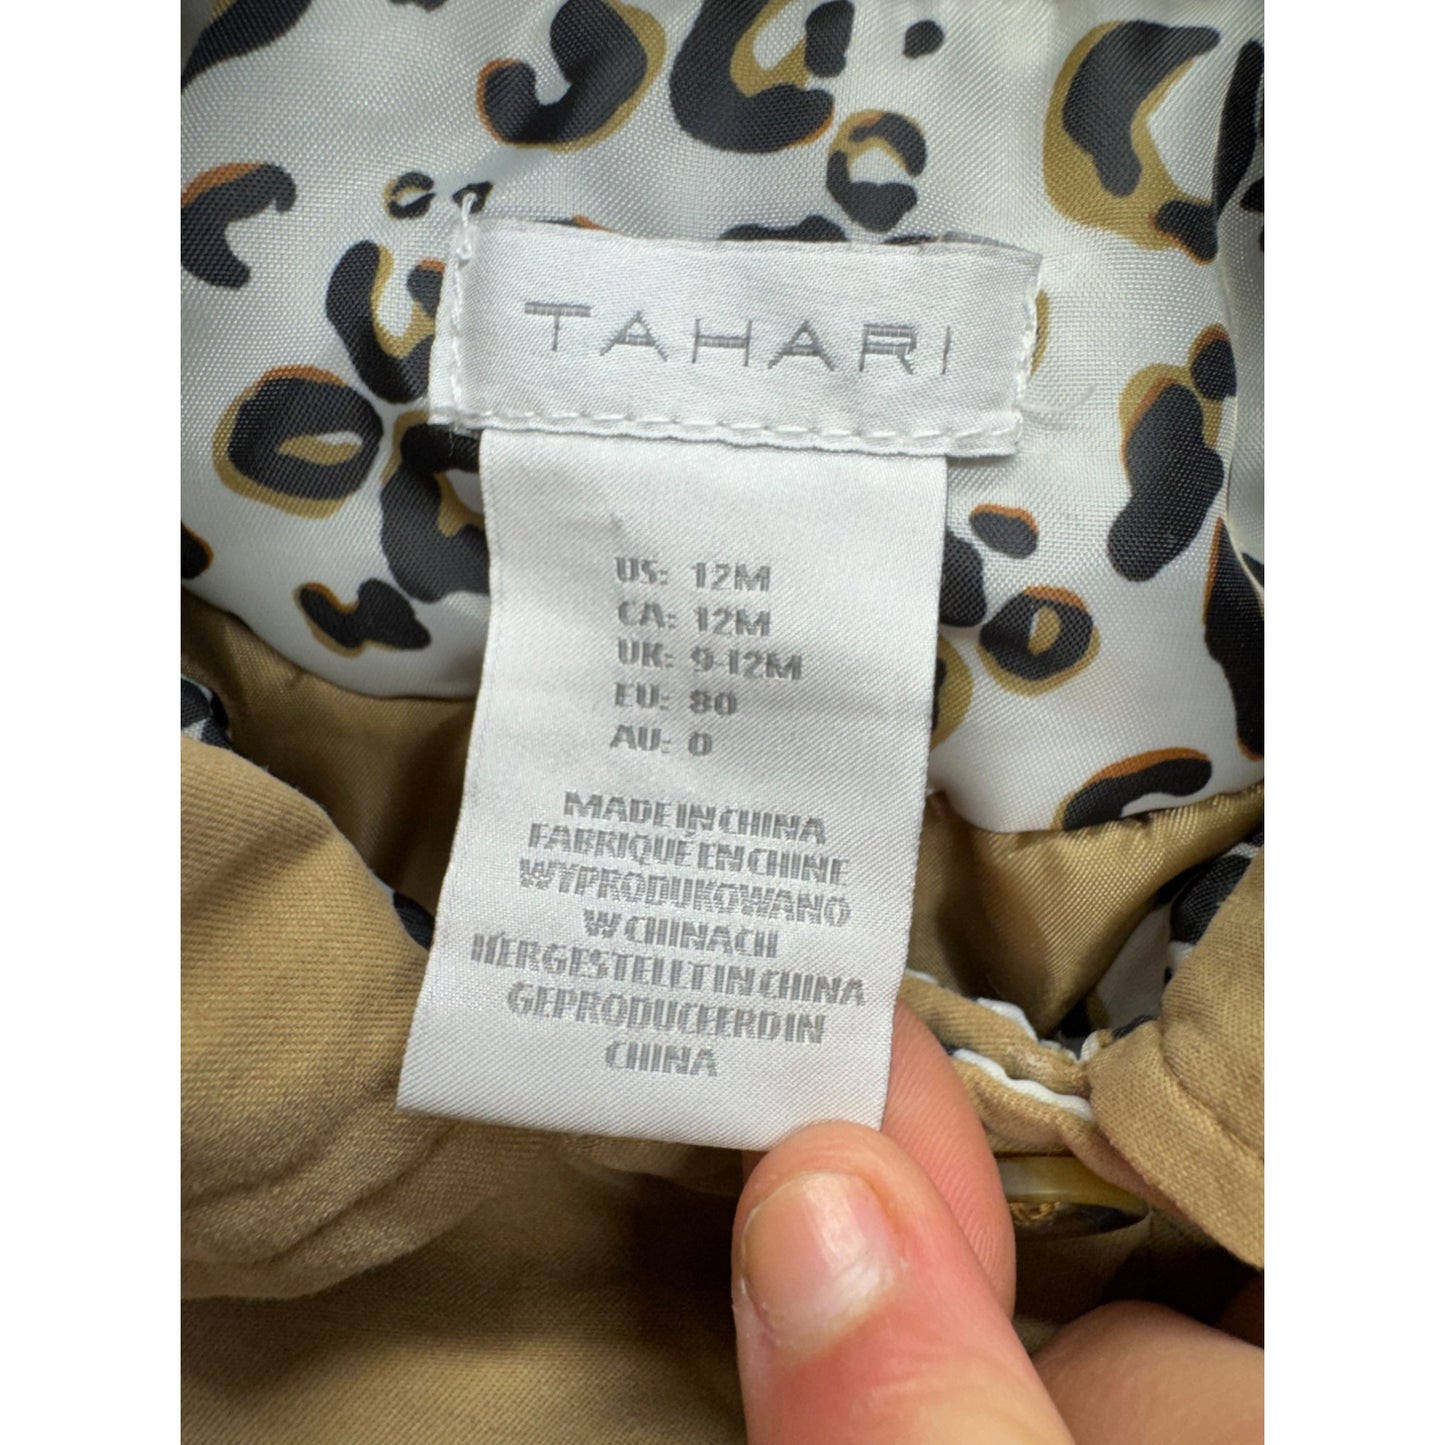 TAHARI
US: 12M
CA: 12M
UK: 9-12M
EU: 80
AU: 0
MADE IN CHINA
FABRIQUÉ EN CHINE
WYPRODUKOWANO
W CHINACH
HERGESTELLT IN CHINA
GEPRODUCEERD IN
CHINA